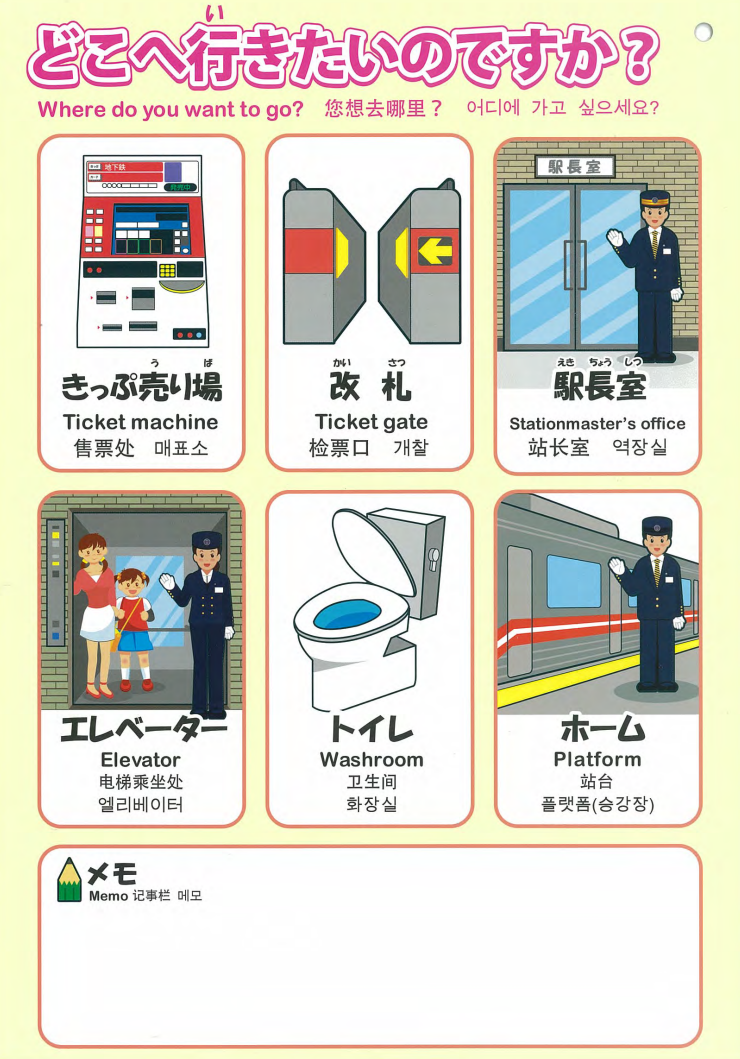 い
どこへ行きたいのですか?
Where do you want to go? 您想去哪里? 어디에 가고 싶으세요?
地下鉄
発売中
う ば
きっぷ売り場
Ticket machine
售票处 매표소
かい さつ
改札
Ticket gate
检票口 개찰
駅長室
えき ちょう しつ
駅長室
Stationmaster's office
站长室 역장실
エレベーター
Elevator
电梯乘坐处
엘리베이터
トイレ
Washroom
卫生间
화장실
ホーム
Platform
站台
플랫폼(승강장)
メモ
Memo 记事栏 메모